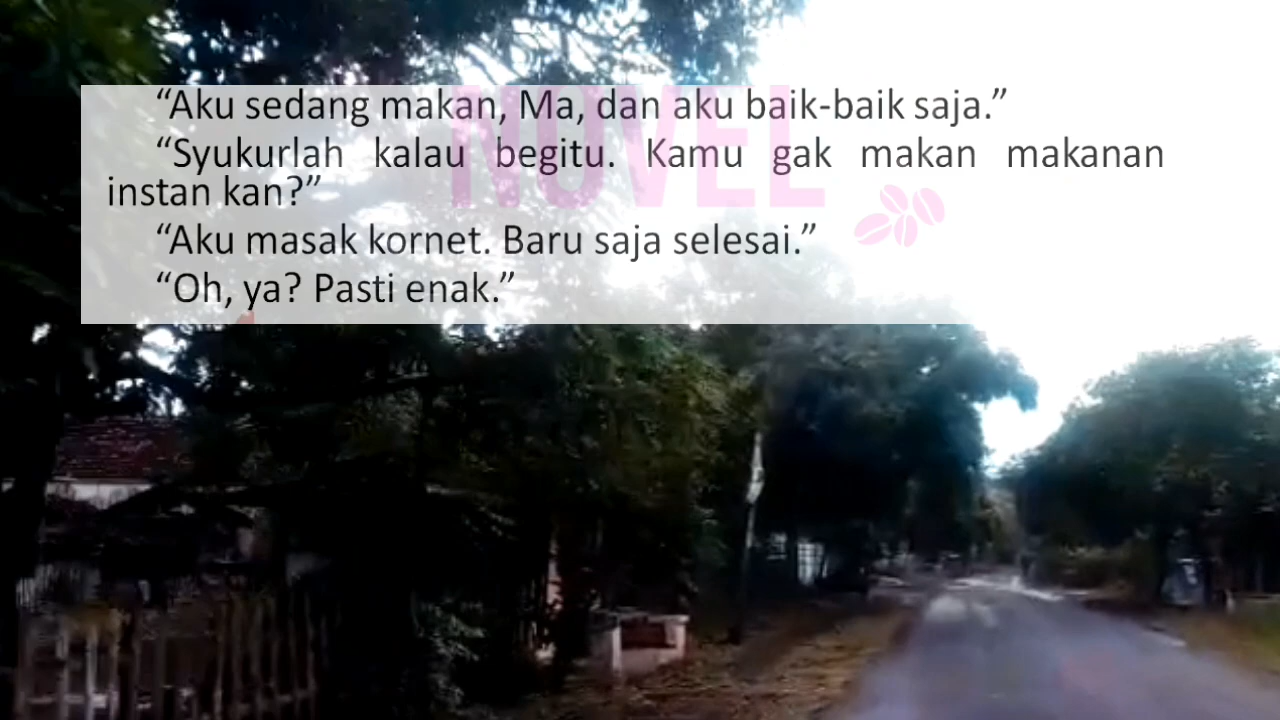 “Aku sedang makan, Ma, dan aku baik-baik saja.”
“Syukurlah kalau begitu. Kamu gak makan makanan
instan kan?”
“Aku masak kornet. Baru saja selesai.”
“Oh, ya? Pasti enak.”
NOVEL